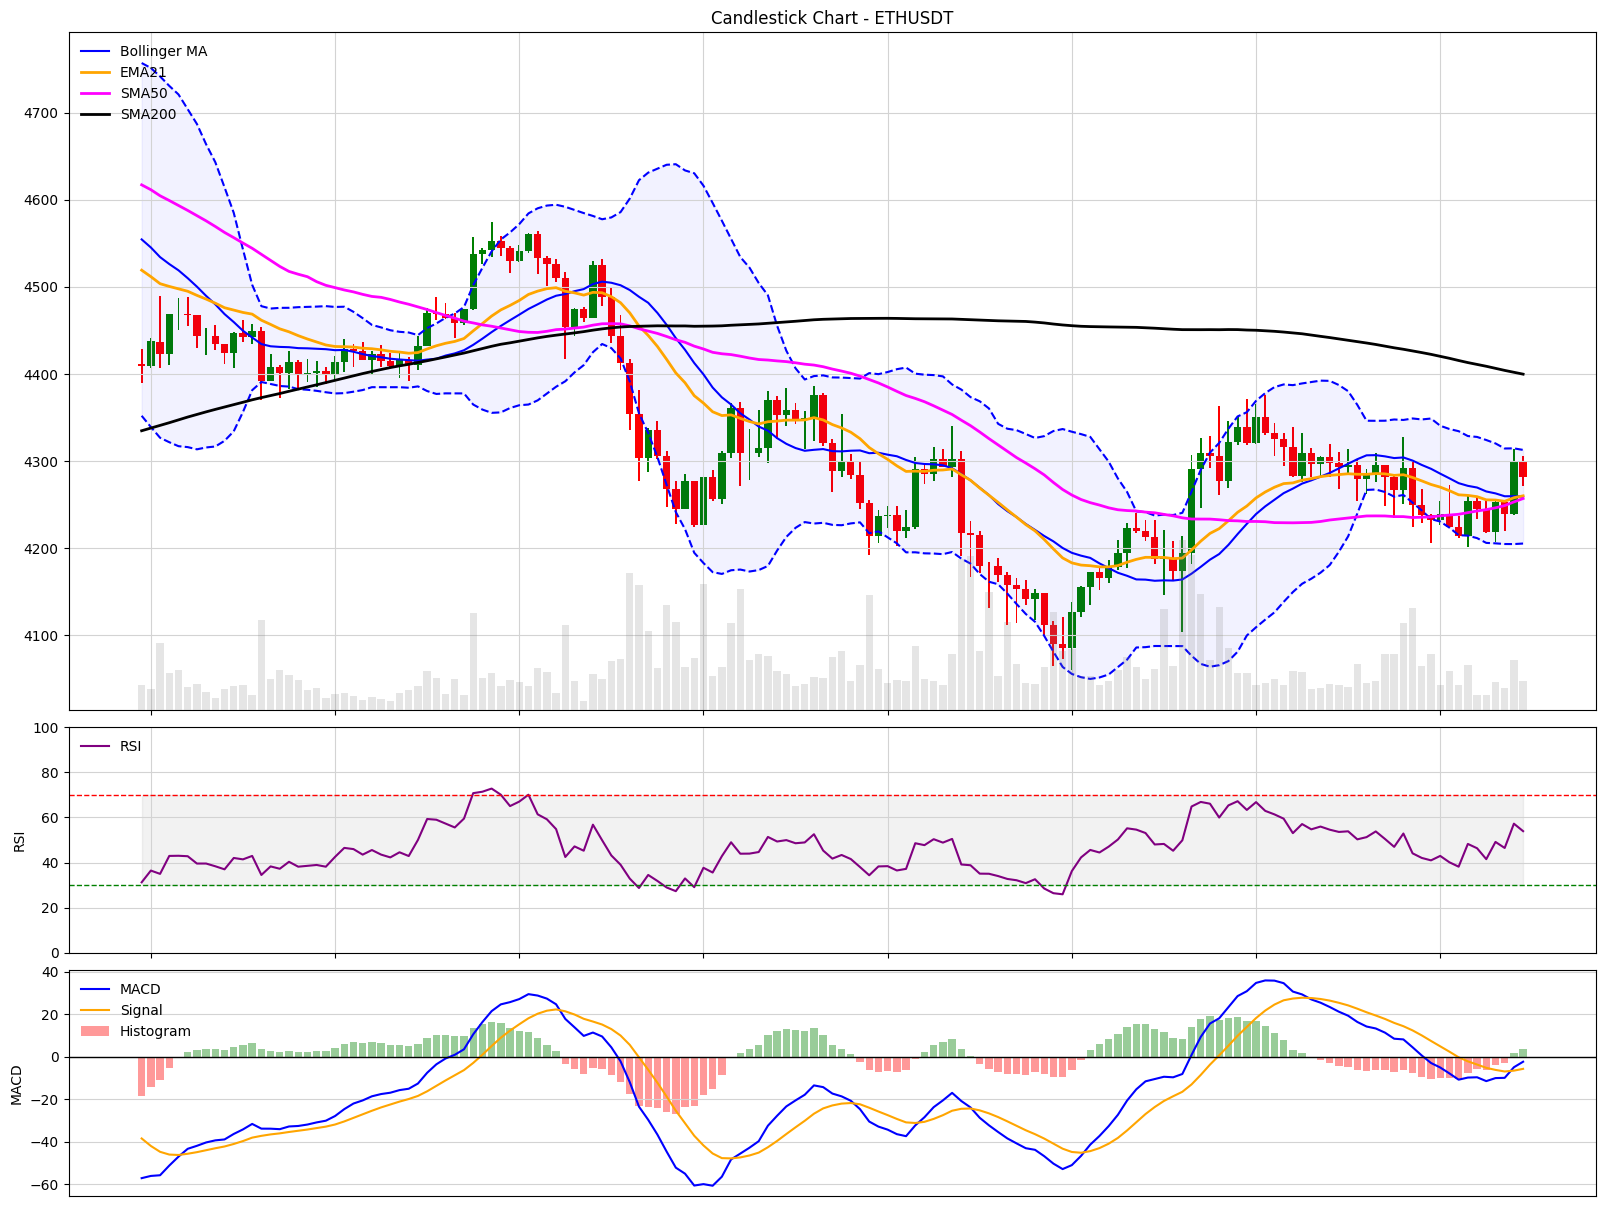 Candlestick Chart - ETHUSDT
Bollinger MA
EMA21
SMA50
SMA200
4700
4600
4500
4400
4300
4200
4100
100
80
60
40
20
0
RSI
RSI
40
20
0
−20
−40
−60
MACD
MACD
Signal
Histogram